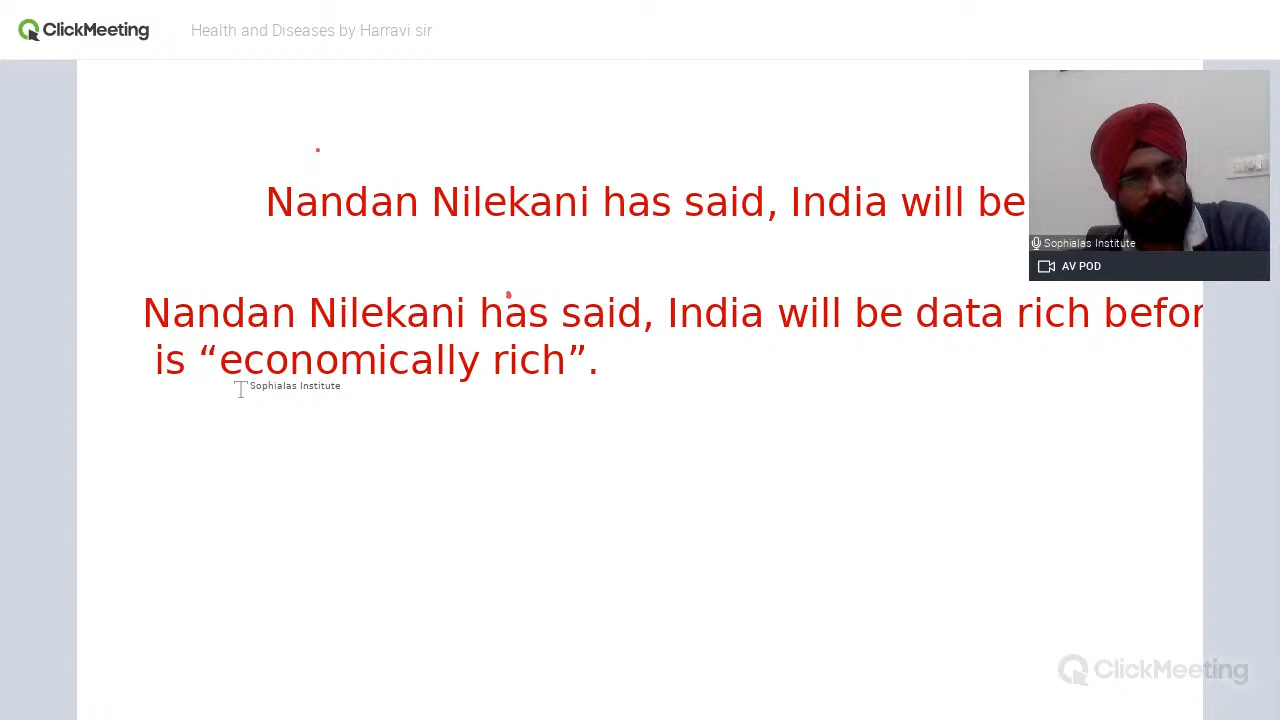 ClickMeeting Health and Diseases by Harravi sir
Nandan Nilekani has said, India will be
Sophialas Institute
AV POD
Nandan Nilekani has said, India will be data rich befor
is “economically rich”.
Sophialas Institute
ClickMeeting